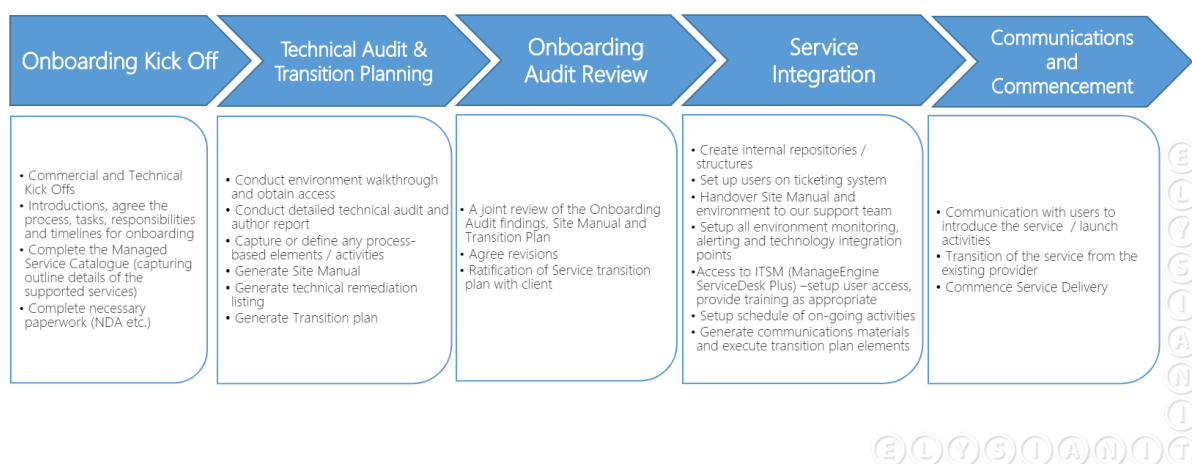 Onboarding Kick Off
Technical Audit &
Transition Planning
Onboarding
Audit Review
Service
Integration
Communications
and
Commencement
• Commercial and Technical
Kick Offs
• Introductions, agree the
process, tasks, responsibilities
and timelines for onboarding
• Complete the Managed
Service Catalogue (capturing
outline details of the
supported services)
• Complete necessary
paperwork (NDA etc.)
• Conduct environment walkthrough
and obtain access
• Conduct detailed technical audit and
author report
• Capture or define any process-
based elements / activities
• Generate Site Manual
• Generate technical remediation
listing
• Generate Transition plan
• A joint review of the Onboarding
Audit findings, Site Manual and
Transition Plan
• Agree revisions
• Ratification of Service transition
plan with client
• Create internal repositories /
structures
• Set up users on ticketing system
• Handover Site Manual and
environment to our support team
• Setup all environment monitoring,
alerting and technology integration
points
•Access to ITSM (ManageEngine
ServiceDesk Plus) –setup user access,
provide training as appropriate
• Setup schedule of on-going activities
• Generate communications materials
and execute transition plan elements
• Communication with users to
introduce the service / launch
activities
• Transition of the service from the
existing provider
• Commence Service Delivery
ELYSIANIT
ELYSIANIT